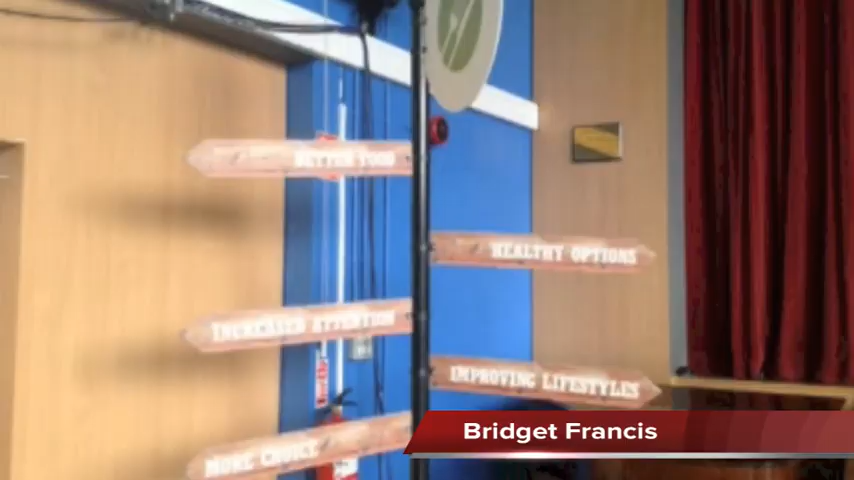 BETTER FOOD
HEALTHY OPTIONS
INCREASED ATTENTION
IMPROVING LIFESTYLES
MORE CHOICE
Bridget Francis